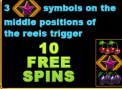 3 symbols on the
middle positions of
the reels trigger
10
FREE
SPINS